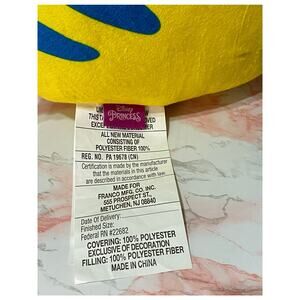 Disney
PRINCESS
ALL NEW MATERIAL
CONSISTING OF
POLYESTER FIBER 100%
REG. NO. PA 19678 (CN)
Certification is made by the manufacturer
that the materials in this article
are described in accordance with law.
MADE FOR
FRANCO MFG. CO. INC.
555 PROSPECT ST.,
METUCHEN, NJ 08840
Date Of Delivery:
Finished Size:
Federal RN #22682
COVERING: 100% POLYESTER
EXCLUSIVE OF DECORATION
FILLING: 100% POLYESTER FIBER
MADE IN CHINA